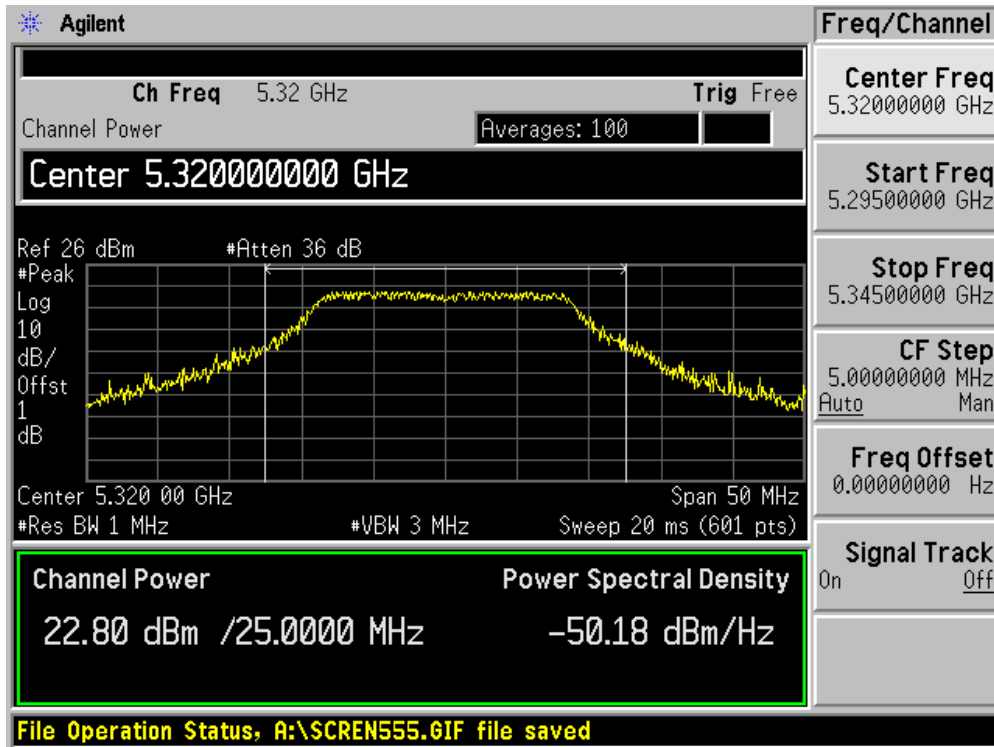 Agilent
Freq/Channel
Ch Freq 5.32 GHz Trig Free
Channel Power Averages: 100
Center 5.320000000 GHz
Ref 26 dBm #Atten 36 dB
#Peak
Log
10
dB/
Offst
1
dB
Center 5.320 00 GHz Span 50 MHz
#Res BW 1 MHz #VBW 3 MHz Sweep 20 ms (601 pts)
Channel Power Power Spectral Density
22.80 dBm /25.0000 MHz -50.18 dBm/Hz
File Operation Status, A:\SCREN555.GIF file saved
Center Freq
5.32000000 GHz
Start Freq
5.29500000 GHz
Stop Freq
5.34500000 GHz
CF Step
5.00000000 MHz
Auto Man
Freq Offset
0.00000000 Hz
Signal Track
On Off